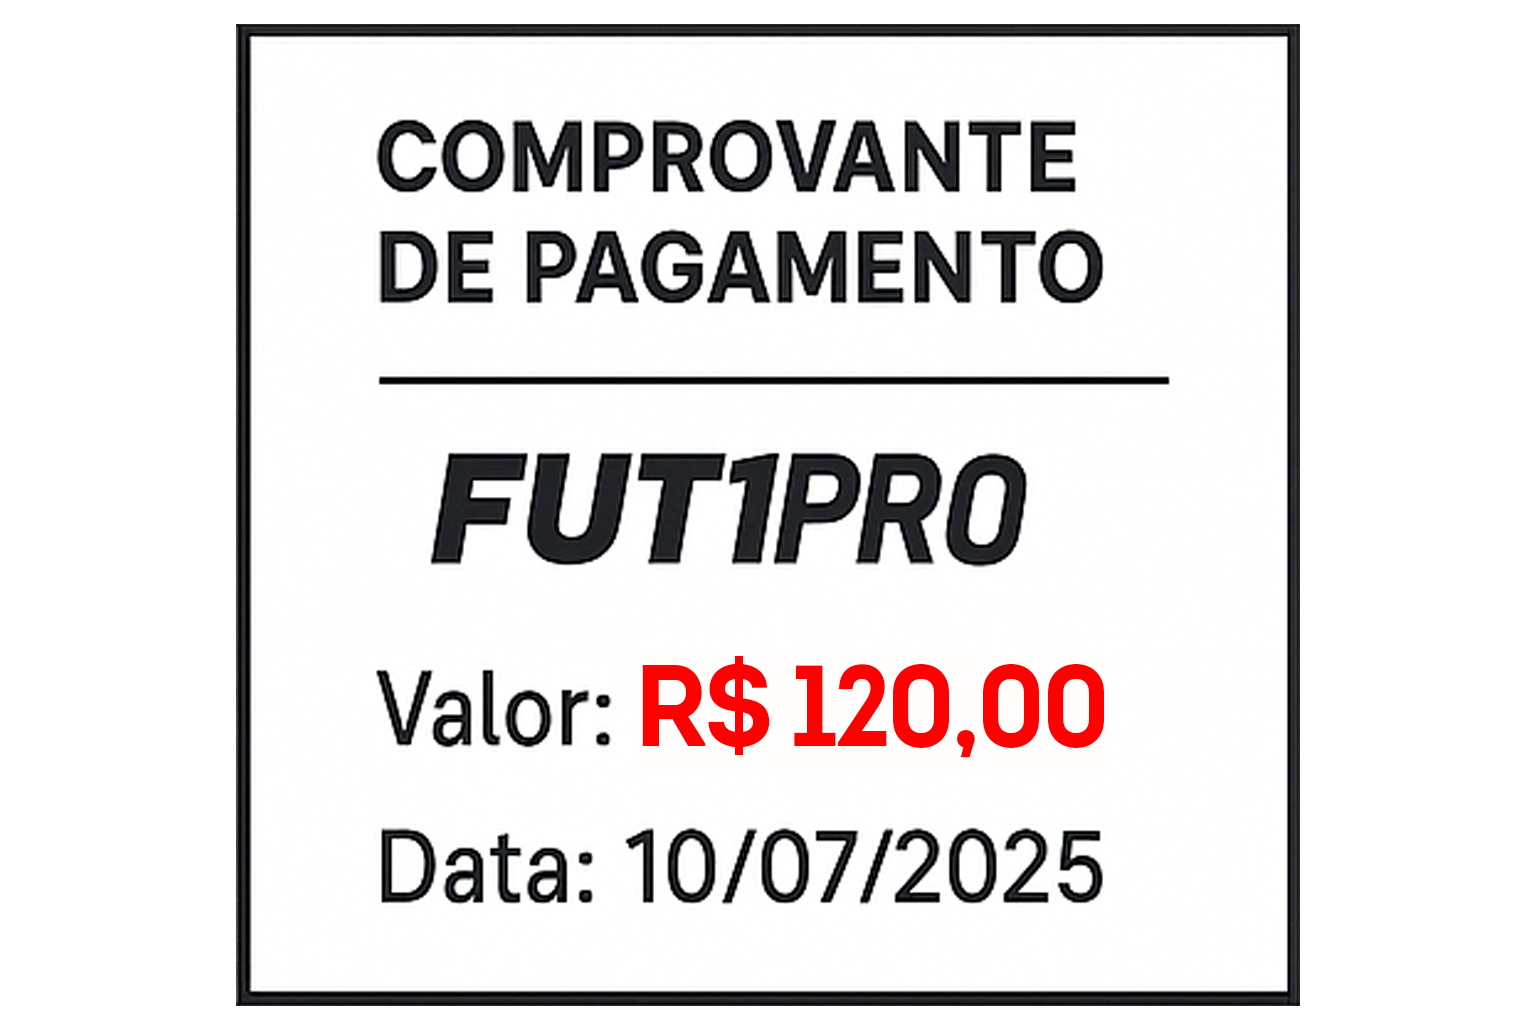 COMPROVANTE
DE PAGAMENTO
FUT1PRO
Valor: R$ 120,00
Data: 10/07/2025